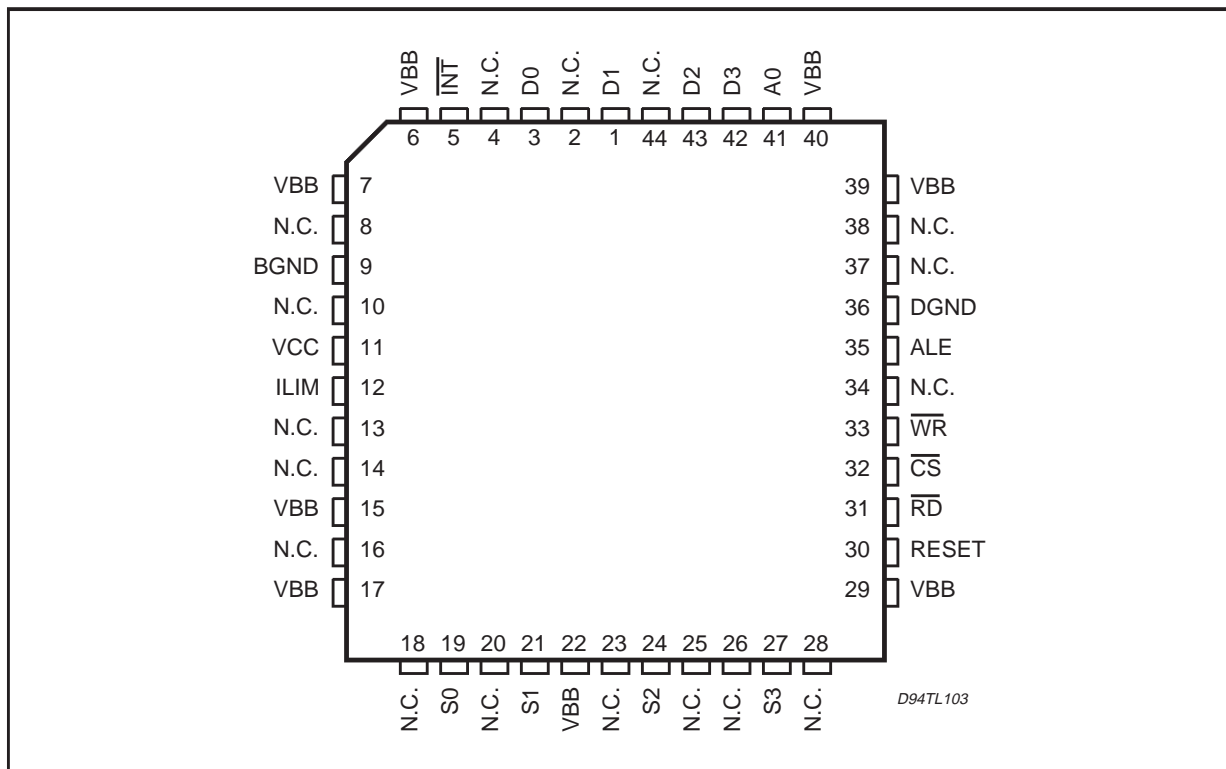 VBB INT N.C. D0 N.C. D1 N.C. D2 D3 A0 VBB
6 5 4 3 2 1 44 43 42 41 40
VBB 7 39 VBB
N.C. 8 38 N.C.
BGND 9 37 N.C.
N.C. 10 36 DGND
VCC 11 35 ALE
ILIM 12 34 N.C.
N.C. 13 33 WR
N.C. 14 32 CS
VBB 15 31 RD
N.C. 16 30 RESET
VBB 17 29 VBB
18 19 20 21 22 23 24 25 26 27 28
N.C. S0 N.C. S1 VBB N.C. S2 N.C. N.C. S3 N.C.
D94TL103